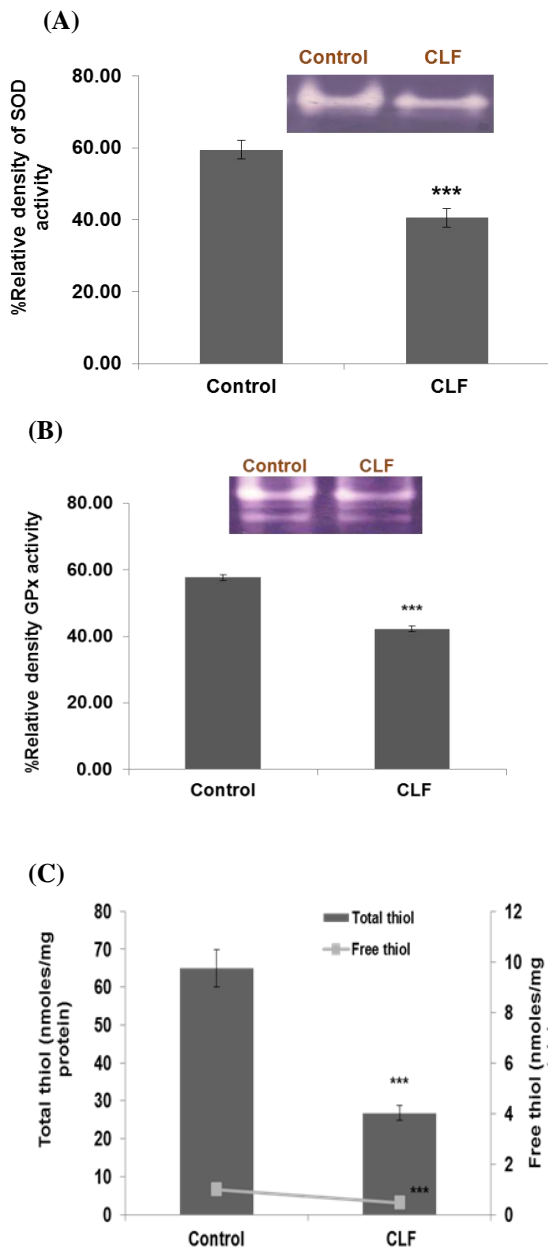 (A)
Control CLF
%Relative density of SOD
activity
80.00
60.00
40.00
20.00
0.00
***
Control CLF
(B)
Control CLF
%Relative density GPx activity
80.00
60.00
40.00
20.00
0.00
***
Control CLF
(C)
Total thiol (nmoles/mg
protein)
80
70
60
50
40
30
20
10
0
Total thiol
Free thiol
***
***
12
10
8
6
4
2
0
Free thiol (nmoles/mg
Control CLF